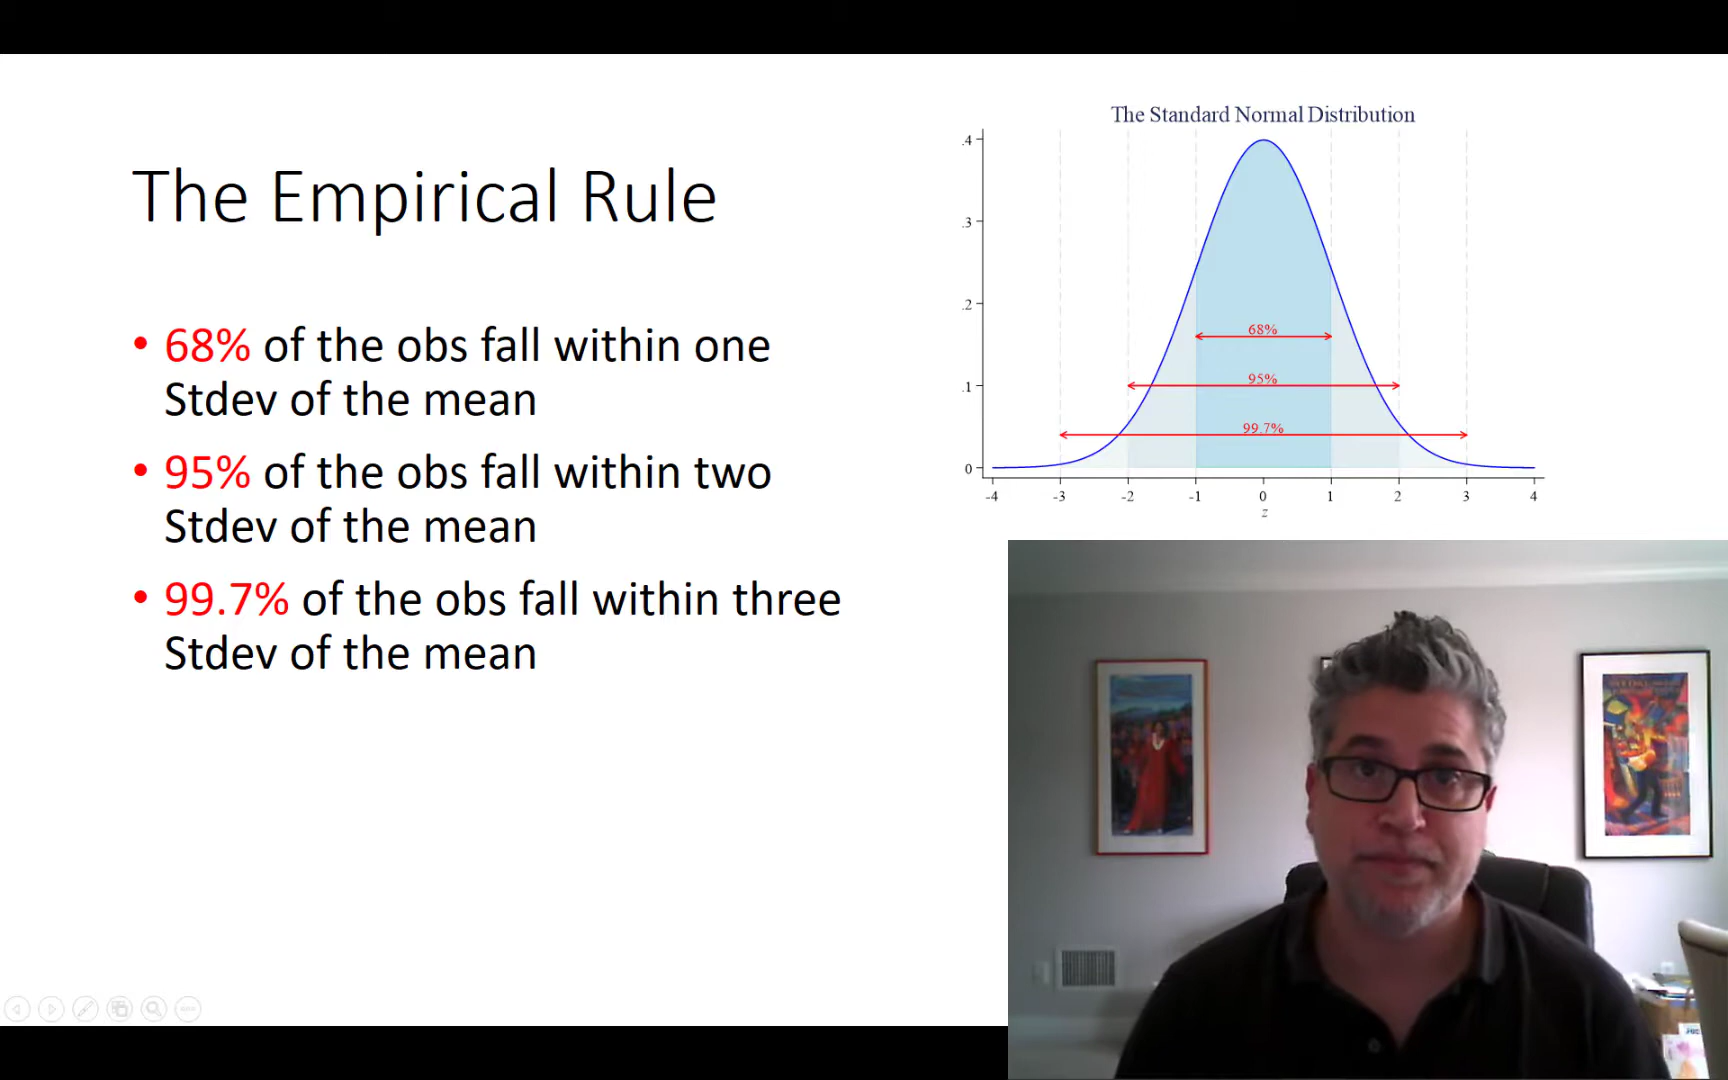 The Empirical Rule
• 68% of the obs fall within one
Stdev of the mean
• 95% of the obs fall within two
Stdev of the mean
• 99.7% of the obs fall within three
Stdev of the mean
The Standard Normal Distribution
.4
.3
.2
.1
0
68%
95%
99.7%
-4 -3 -2 -1 0 1 2 3 4
z